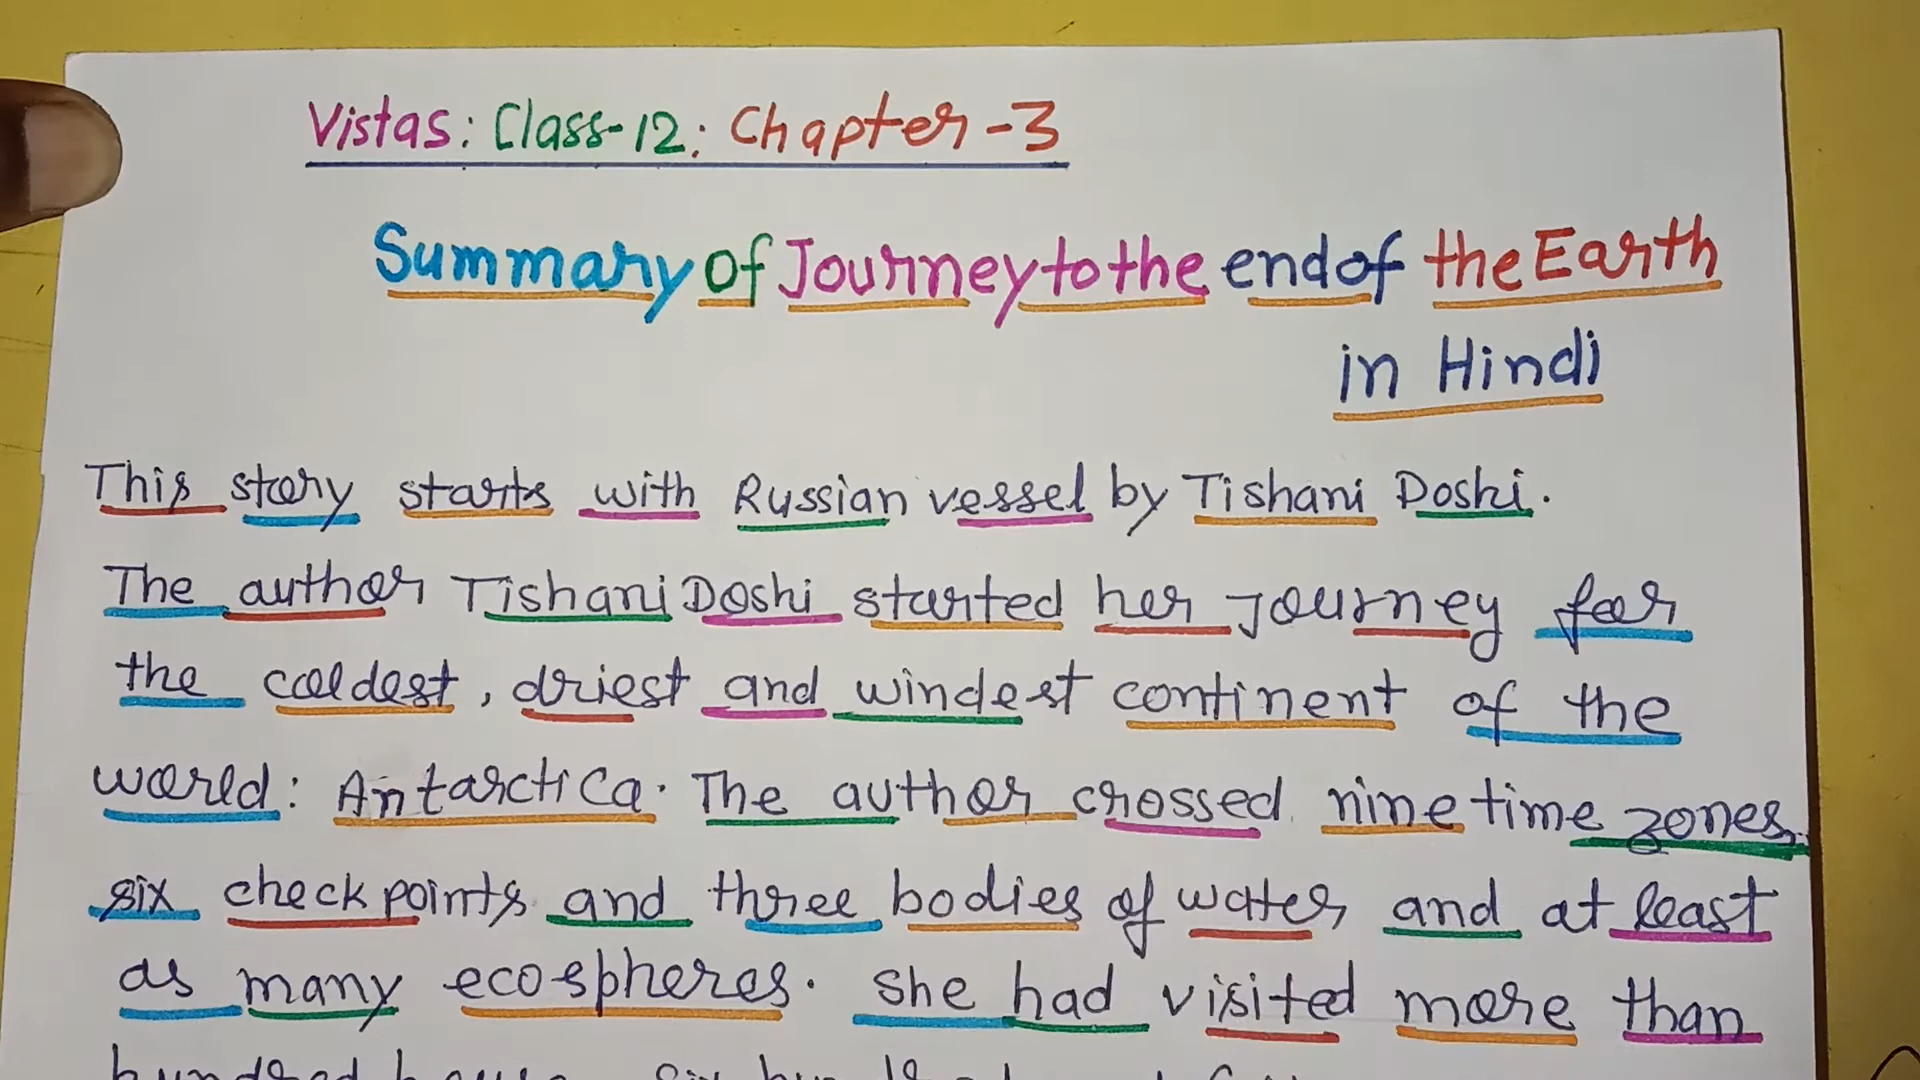 Vistas: Class-12: Chapter-3
Summary of Journey to the end of the Earth
in Hindi
This story starts with Russian vessel by Tishani Doshi.
The author Tishani Doshi started her Journey for
the coldest, driest and windest continent of the
world: Antarctica. The author crossed nine time zones,
six check points and three bodies of water and at least
as many ecospheres. She had visited more than
hundred